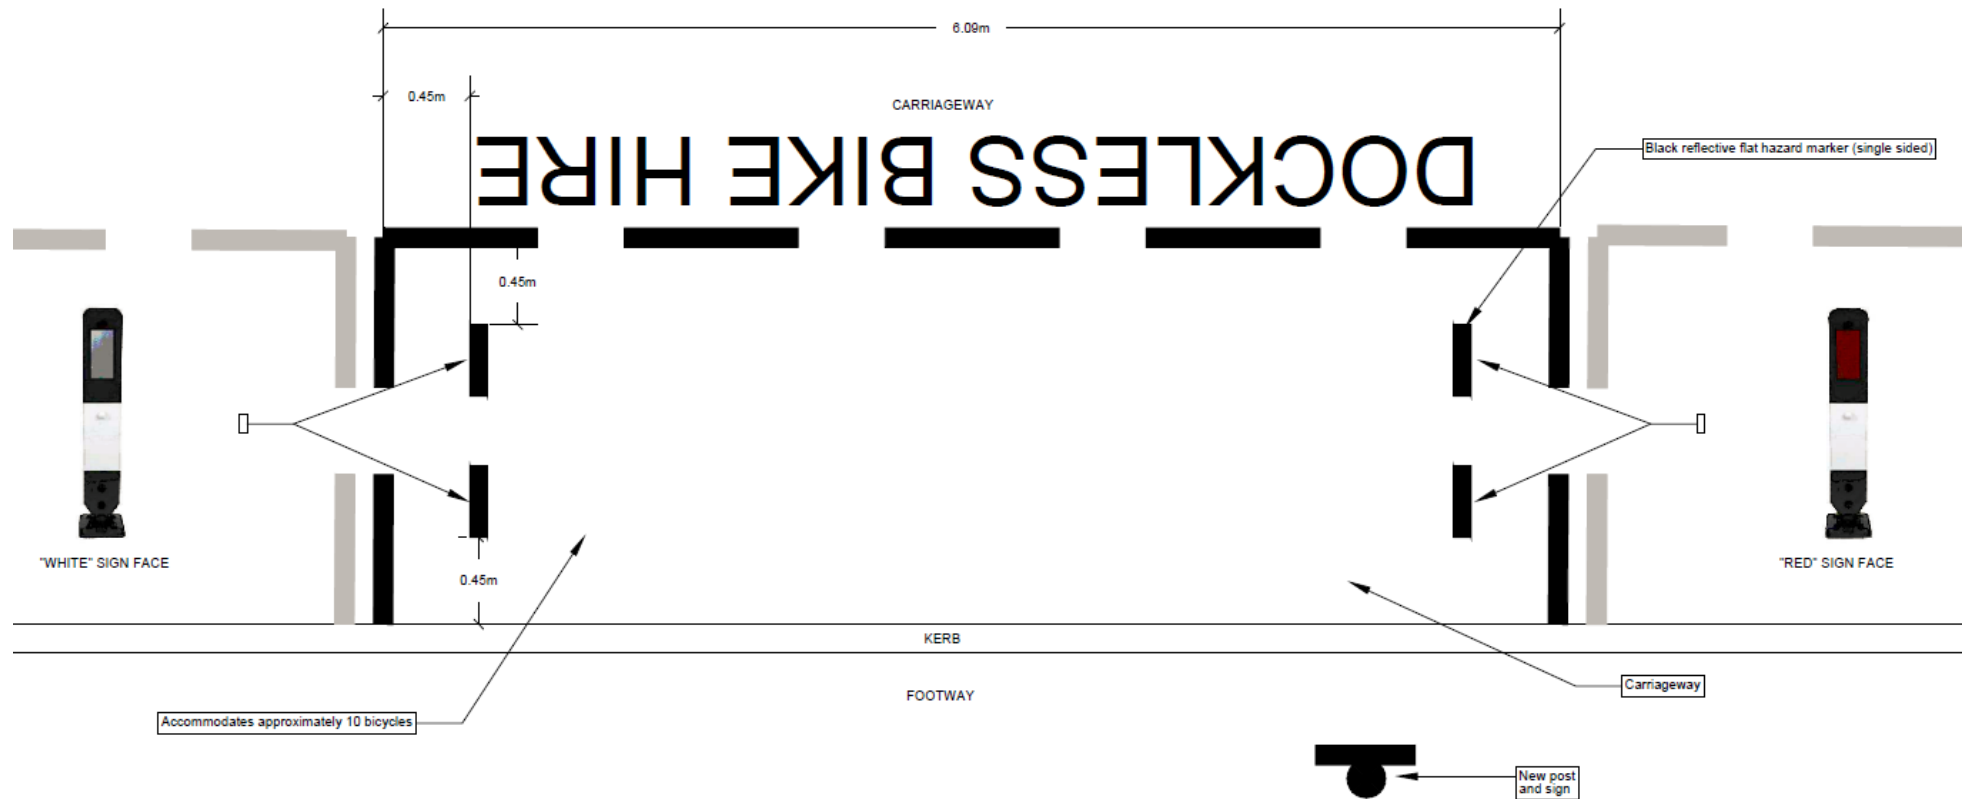 6.09m
0.45m
CARRIAGEWAY
DOCKLESS BIKE HIRE
Black reflective flat hazard marker (single sided)
0.45m
"WHITE" SIGN FACE
"RED" SIGN FACE
0.45m
KERB
Carriageway
FOOTWAY
Accommodates approximately 10 bicycles
New post
and sign